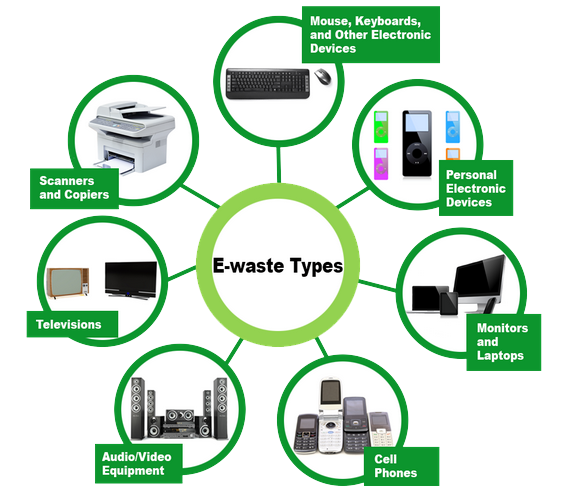 Mouse, Keyboards,
and Other Electronic
Devices
Scanners
and Copiers
Personal
Electronic
Devices
E-waste Types
Televisions
Monitors
and
Laptops
Audio/Video
Equipment
Cell
Phones